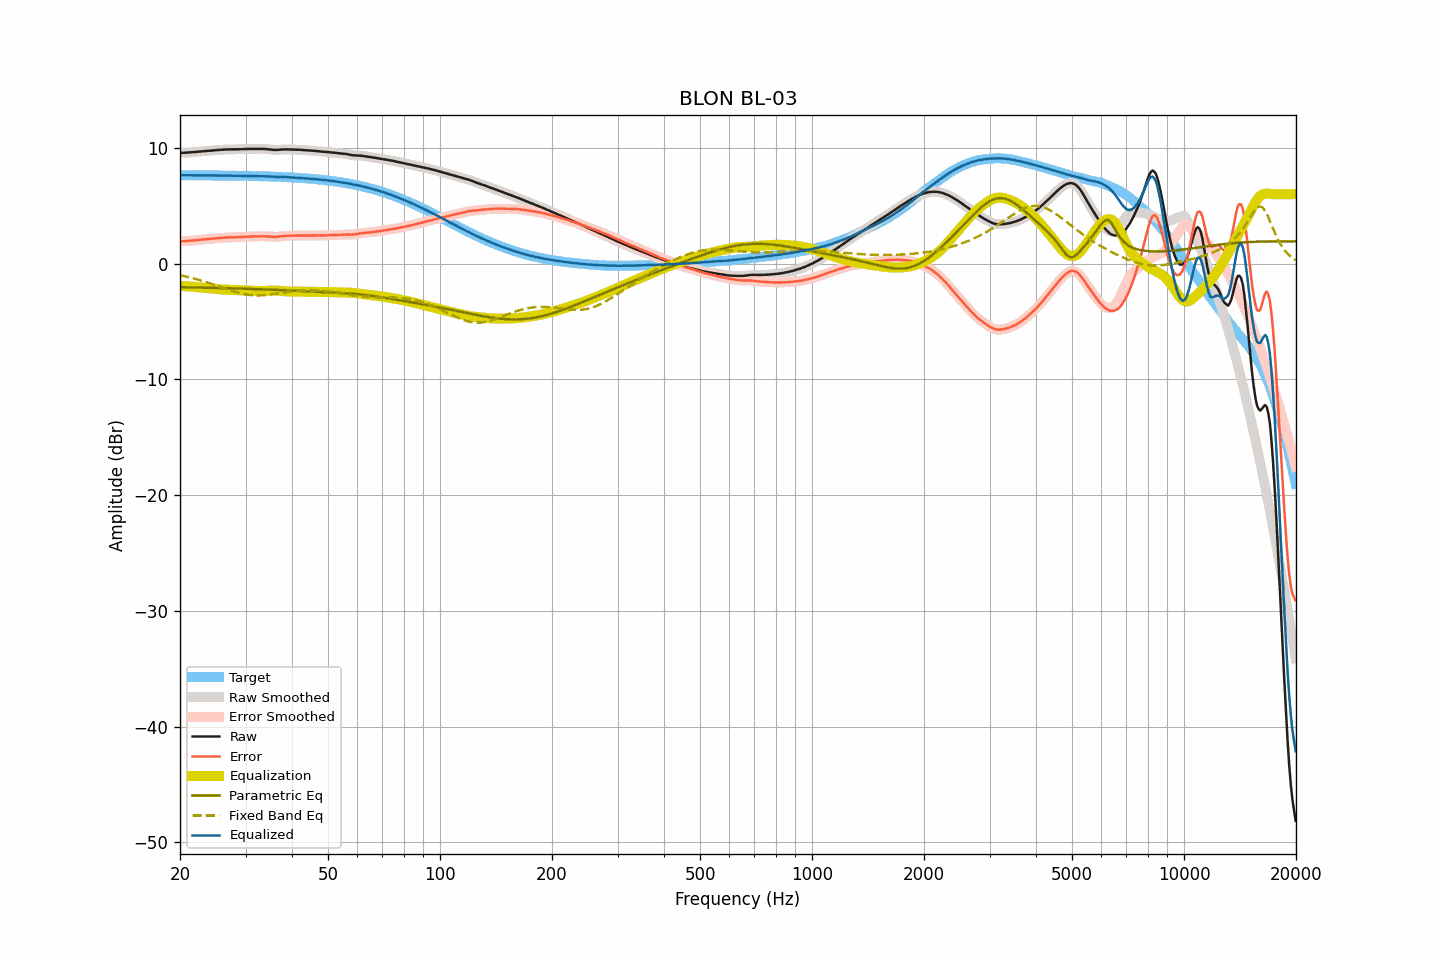 BLON BL-03
10
0
−10
−20
−30
−40
−50
Amplitude (dBr)
Target
Raw Smoothed
Error Smoothed
Raw
Error
Equalization
Parametric Eq
Fixed Band Eq
Equalized
20 50 100 200 500 1000 2000 5000 10000 20000
Frequency (Hz)